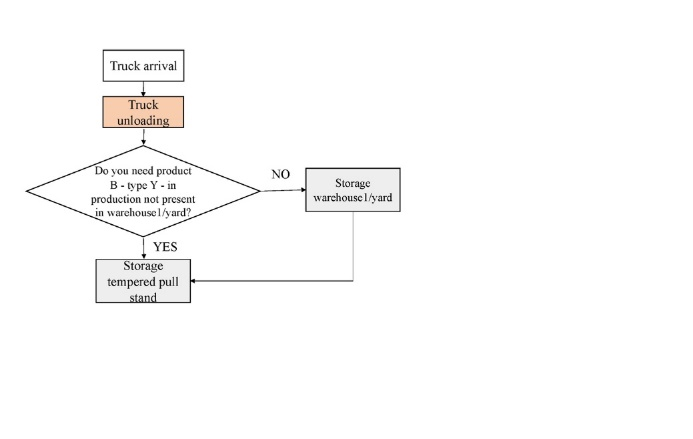 Truck arrival
Truck
unloading
Do you need product
B - type Y - in
production not present
in warehouse1/yard?
NO
Storage
warehouse1/yard
YES
Storage
tempered pull
stand